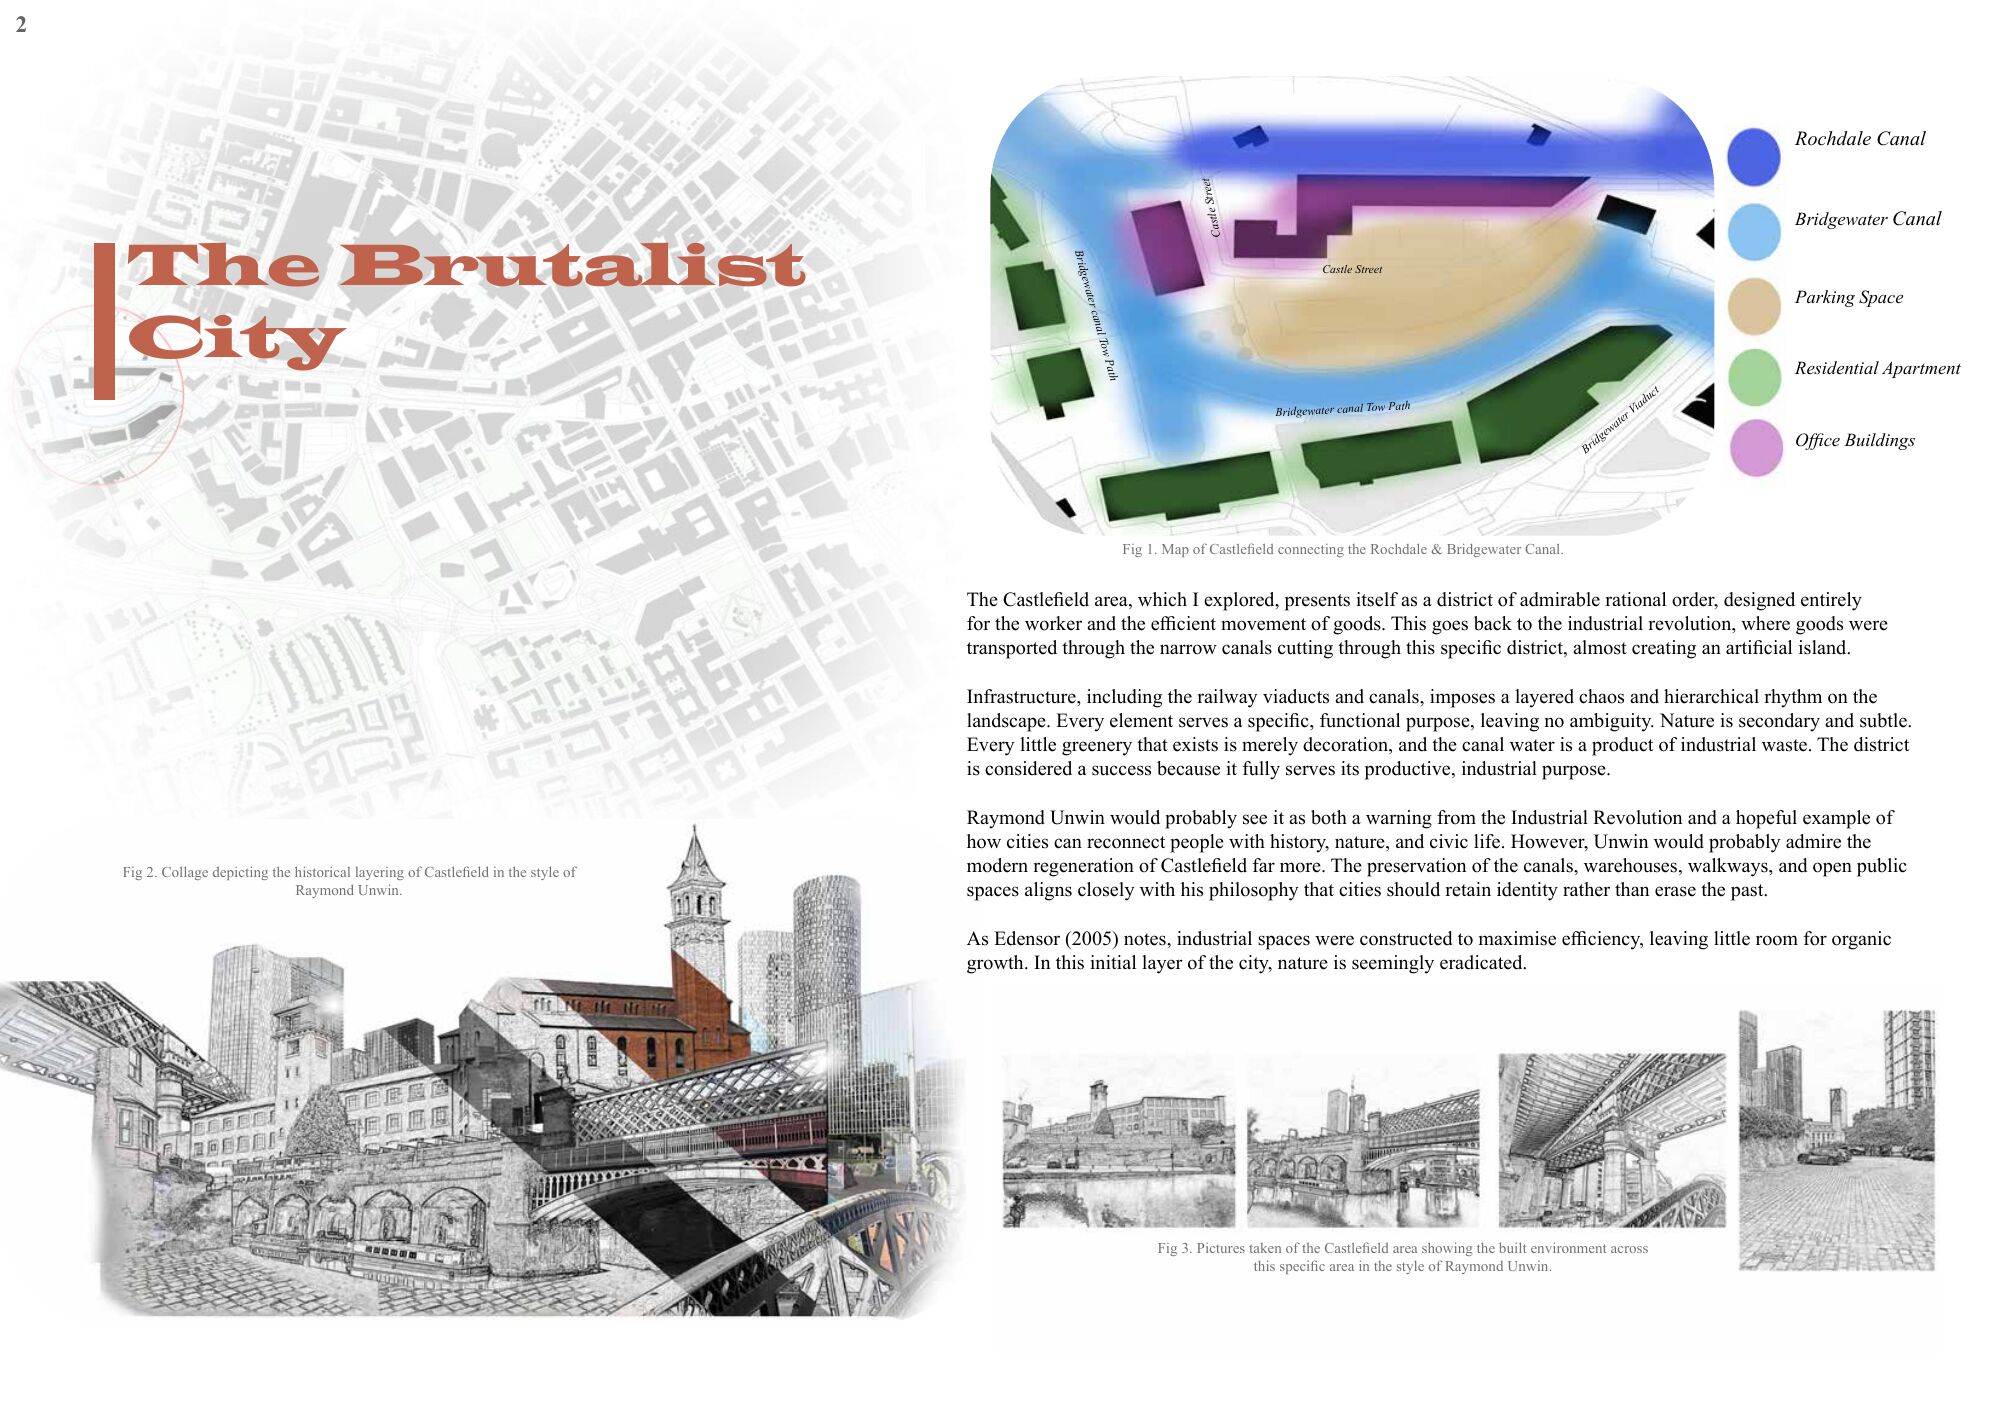 2
The Brutalist
City
Rochdale Canal
Bridgewater Canal
Parking Space
Residential Apartment
Office Buildings
Castle Street
Castle Street
Bridgewater canal Tow Path
Bridgewater canal Tow Path
Bridgewater Viaduct
Fig 1. Map of Castlefield connecting the Rochdale & Bridgewater Canal.
The Castlefield area, which I explored, presents itself as a district of admirable rational order, designed entirely
for the worker and the efficient movement of goods. This goes back to the industrial revolution, where goods were
transported through the narrow canals cutting through this specific district, almost creating an artificial island.
Infrastructure, including the railway viaducts and canals, imposes a layered chaos and hierarchical rhythm on the
landscape. Every element serves a specific, functional purpose, leaving no ambiguity. Nature is secondary and subtle.
Every little greenery that exists is merely decoration, and the canal water is a product of industrial waste. The district
is considered a success because it fully serves its productive, industrial purpose.
Raymond Unwin would probably see it as both a warning from the Industrial Revolution and a hopeful example of
how cities can reconnect people with history, nature, and civic life. However, Unwin would probably admire the
modern regeneration of Castlefield far more. The preservation of the canals, warehouses, walkways, and open public
spaces aligns closely with his philosophy that cities should retain identity rather than erase the past.
As Edensor (2005) notes, industrial spaces were constructed to maximise efficiency, leaving little room for organic
growth. In this initial layer of the city, nature is seemingly eradicated.
Fig 2. Collage depicting the historical layering of Castlefield in the style of
Raymond Unwin.
Fig 3. Pictures taken of the Castlefield area showing the built environment across
this specific area in the style of Raymond Unwin.